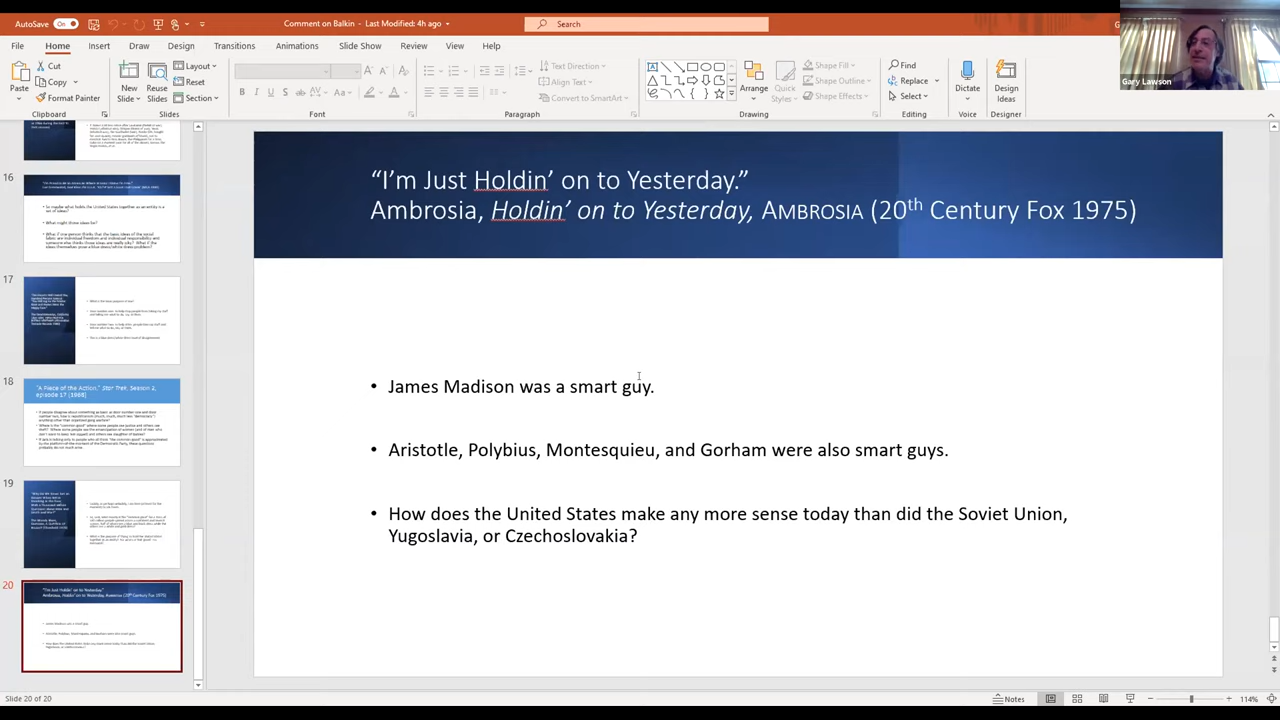 AutoSave
On
Comment on Balkin - Last Modified: 4h ago
Search
File
Home
Insert
Draw
Design
Transitions
Animations
Slide Show
Review
View
Help
Paste
Cut
Copy
Format Painter
Clipboard
New
Slide
Reuse
Slides
Layout
Reset
Section
Slides
Font
Text Direction
Align Text
Convert to SmartArt
Paragraph
Arrange
Quick
Styles
Shape Fill
Shape Outline
Shape Effects
Drawing
Find
Replace
Select
Editing
Dictate
Voice
Design
Ideas
Designer
Gary Lawson
16
17
18
"A Piece of the Action." Star Trek, Season 2,
episode 17 (1968)
19
20
“I’m Just Holdin’ on to Yesterday.”
Ambrosia, Holdin’ on to Yesterday, AMBROSIA (20th Century Fox 1975)
• James Madison was a smart guy.
• Aristotle, Polybius, Montesquieu, and Gorham were also smart guys.
• How does the United States make any more sense today than did the Soviet Union,
Yugoslavia, or Czechoslovakia?
Slide 20 of 20
Notes
114%